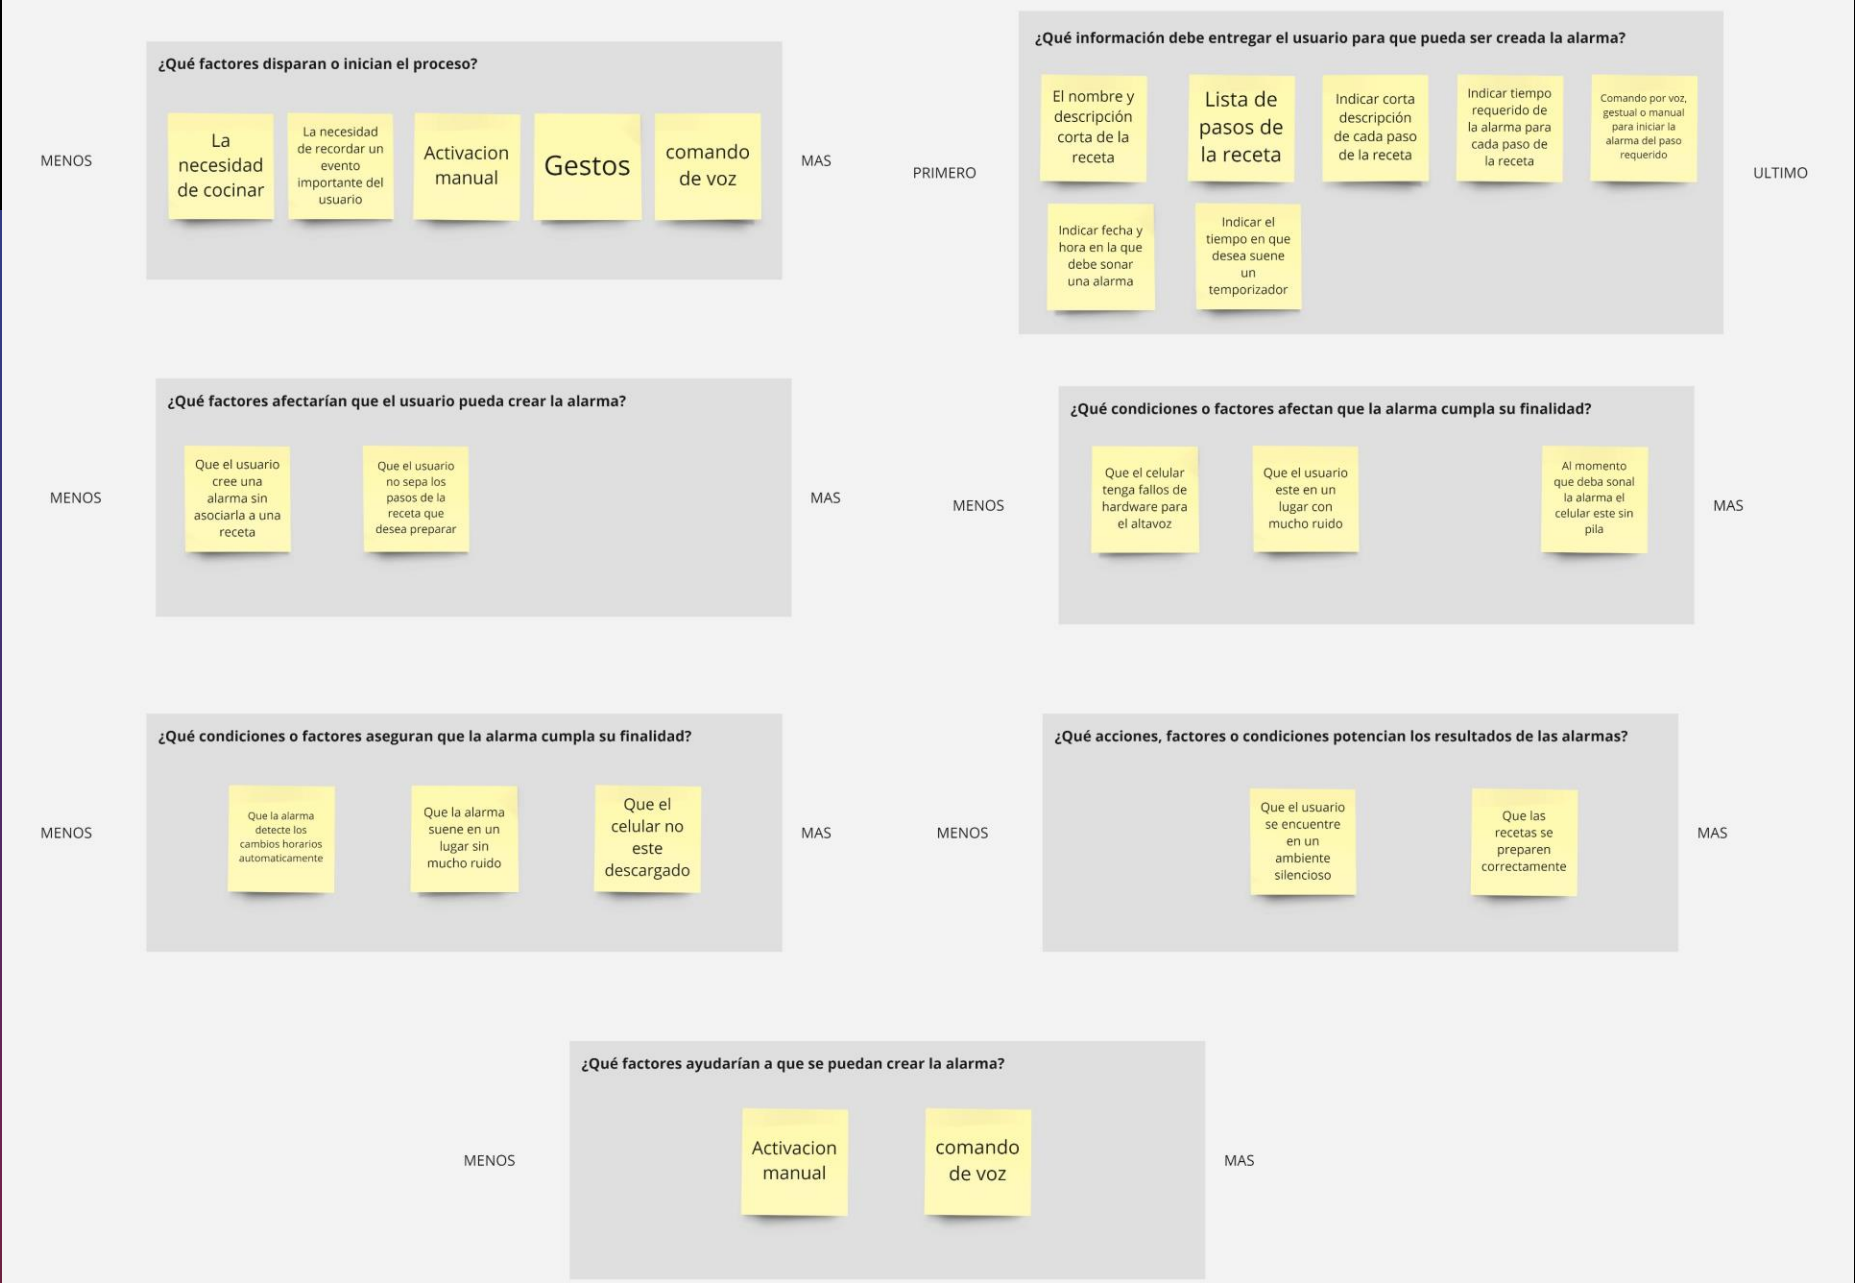 ¿Qué factores disparan o inician el proceso?
MENOS
La
necesidad
de cocinar
La necesidad
de recordar un
evento
importante del
usuario
Activacion
manual
Gestos
comando
de voz
MAS
¿Qué información debe entregar el usuario para que pueda ser creada la alarma?
PRIMERO
El nombre y
descripción
corta de la
receta
Lista de
pasos de
la receta
Indicar corta
descripción
de cada paso
de la receta
Indicar tiempo
requerido de
la alarma para
cada paso de
la receta
Comando por voz,
gestual o manual
para iniciar la
alarma del paso
requerido
ULTIMO
Indicar fecha y
hora en la que
debe sonar
una alarma
Indicar el
tiempo en que
desea suene
un
temporizador
¿Qué factores afectarían que el usuario pueda crear la alarma?
MENOS
Que el usuario
cree una
alarma sin
asociarla a una
receta
Que el usuario
no sepa los
pasos de la
receta que
desea preparar
MAS
¿Qué condiciones o factores afectan que la alarma cumpla su finalidad?
MENOS
Que el celular
tenga fallos de
hardware para
el altavoz
Que el usuario
este en un
lugar con
mucho ruido
Al momento
que deba sonal
la alarma el
celular este sin
pila
MAS
¿Qué condiciones o factores aseguran que la alarma cumpla su finalidad?
MENOS
Que la alarma
detecte los
cambios horarios
automaticamente
Que la alarma
suene en un
lugar sin
mucho ruido
Que el
celular no
este
descargado
MAS
¿Qué acciones, factores o condiciones potencian los resultados de las alarmas?
MENOS
Que el usuario
se encuentre
en un
ambiente
silencioso
Que las
recetas se
preparen
correctamente
MAS
¿Qué factores ayudarían a que se puedan crear la alarma?
MENOS
Activacion
manual
comando
de voz
MAS